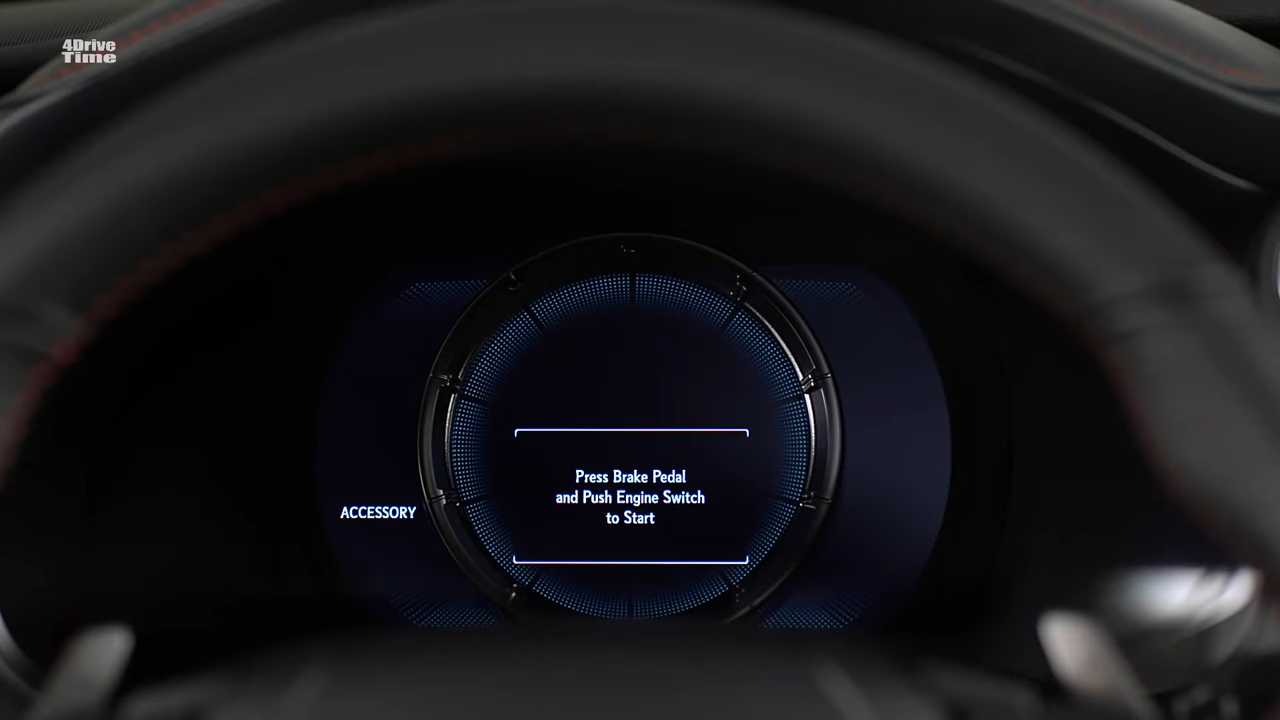 4Drive
Time
Press Brake Pedal
and Push Engine Switch
to Start
ACCESSORY